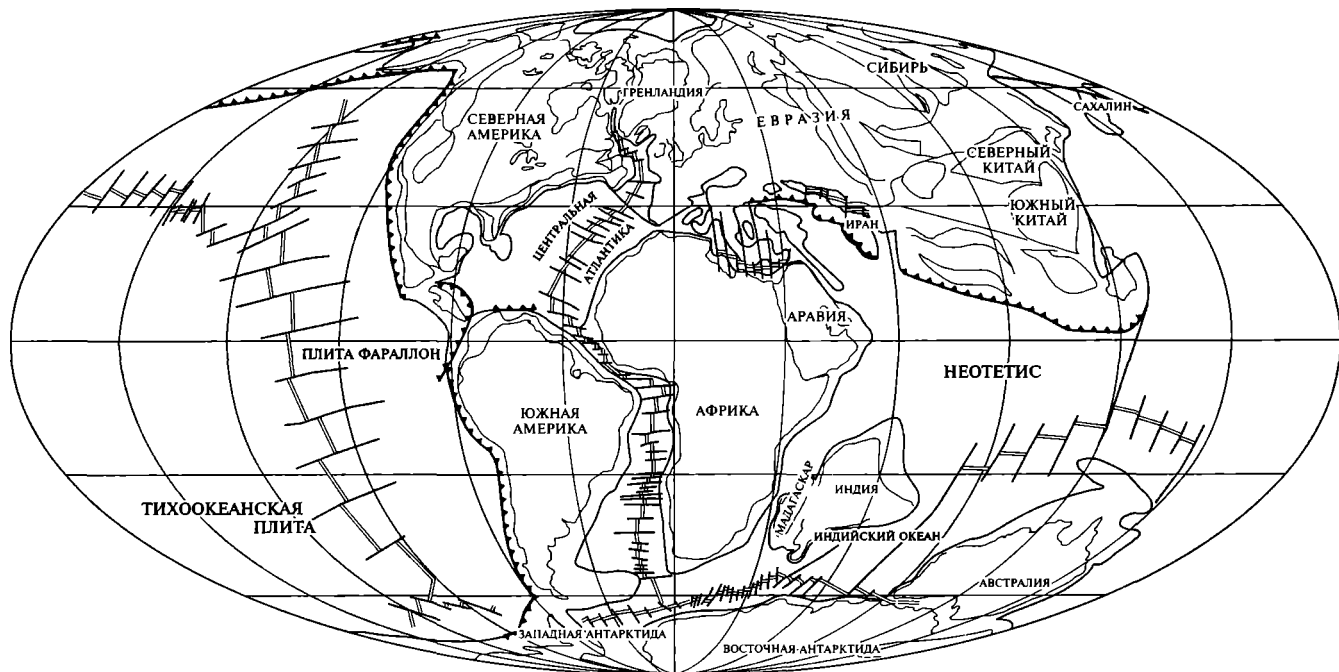 СИБИРЬ
ГРЕНЛАНДИЯ
САХАЛИН
СЕВЕРНАЯ
АМЕРИКА
ЕВРАЗИЯ
СЕВЕРНЫЙ
КИТАЙ
ЮЖНЫЙ
КИТАЙ
ИРАН
ЦЕНТРАЛЬНАЯ
АТЛАНТИКА
АРАВИЯ
ПЛИТА ФАРАЛЛОН
НЕОТЕТИС
ЮЖНАЯ
АМЕРИКА
АФРИКА
ТИХООКЕАНСКАЯ
ПЛИТА
МАДАГАСКАР
ИНДИЯ
ИНДИЙСКИЙ ОКЕАН
АВСТРАЛИЯ
ЗАПАДНАЯ АНТАРКТИДА
ВОСТОЧНАЯ АНТАРКТИДА